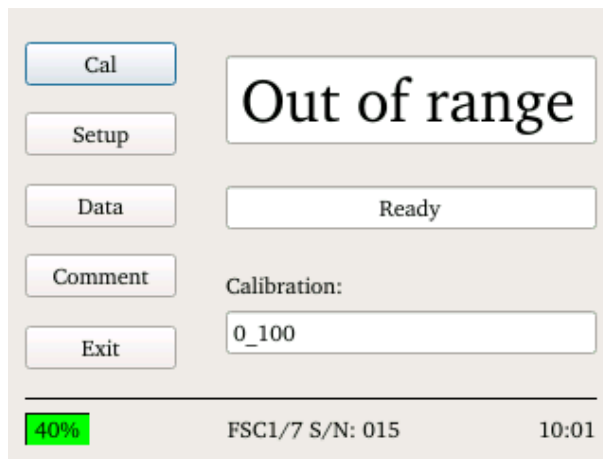 Cal
Out of range
Setup
Data
Ready
Comment
Calibration:
0_100
Exit
40%
FSC1/7 S/N: 015
10:01